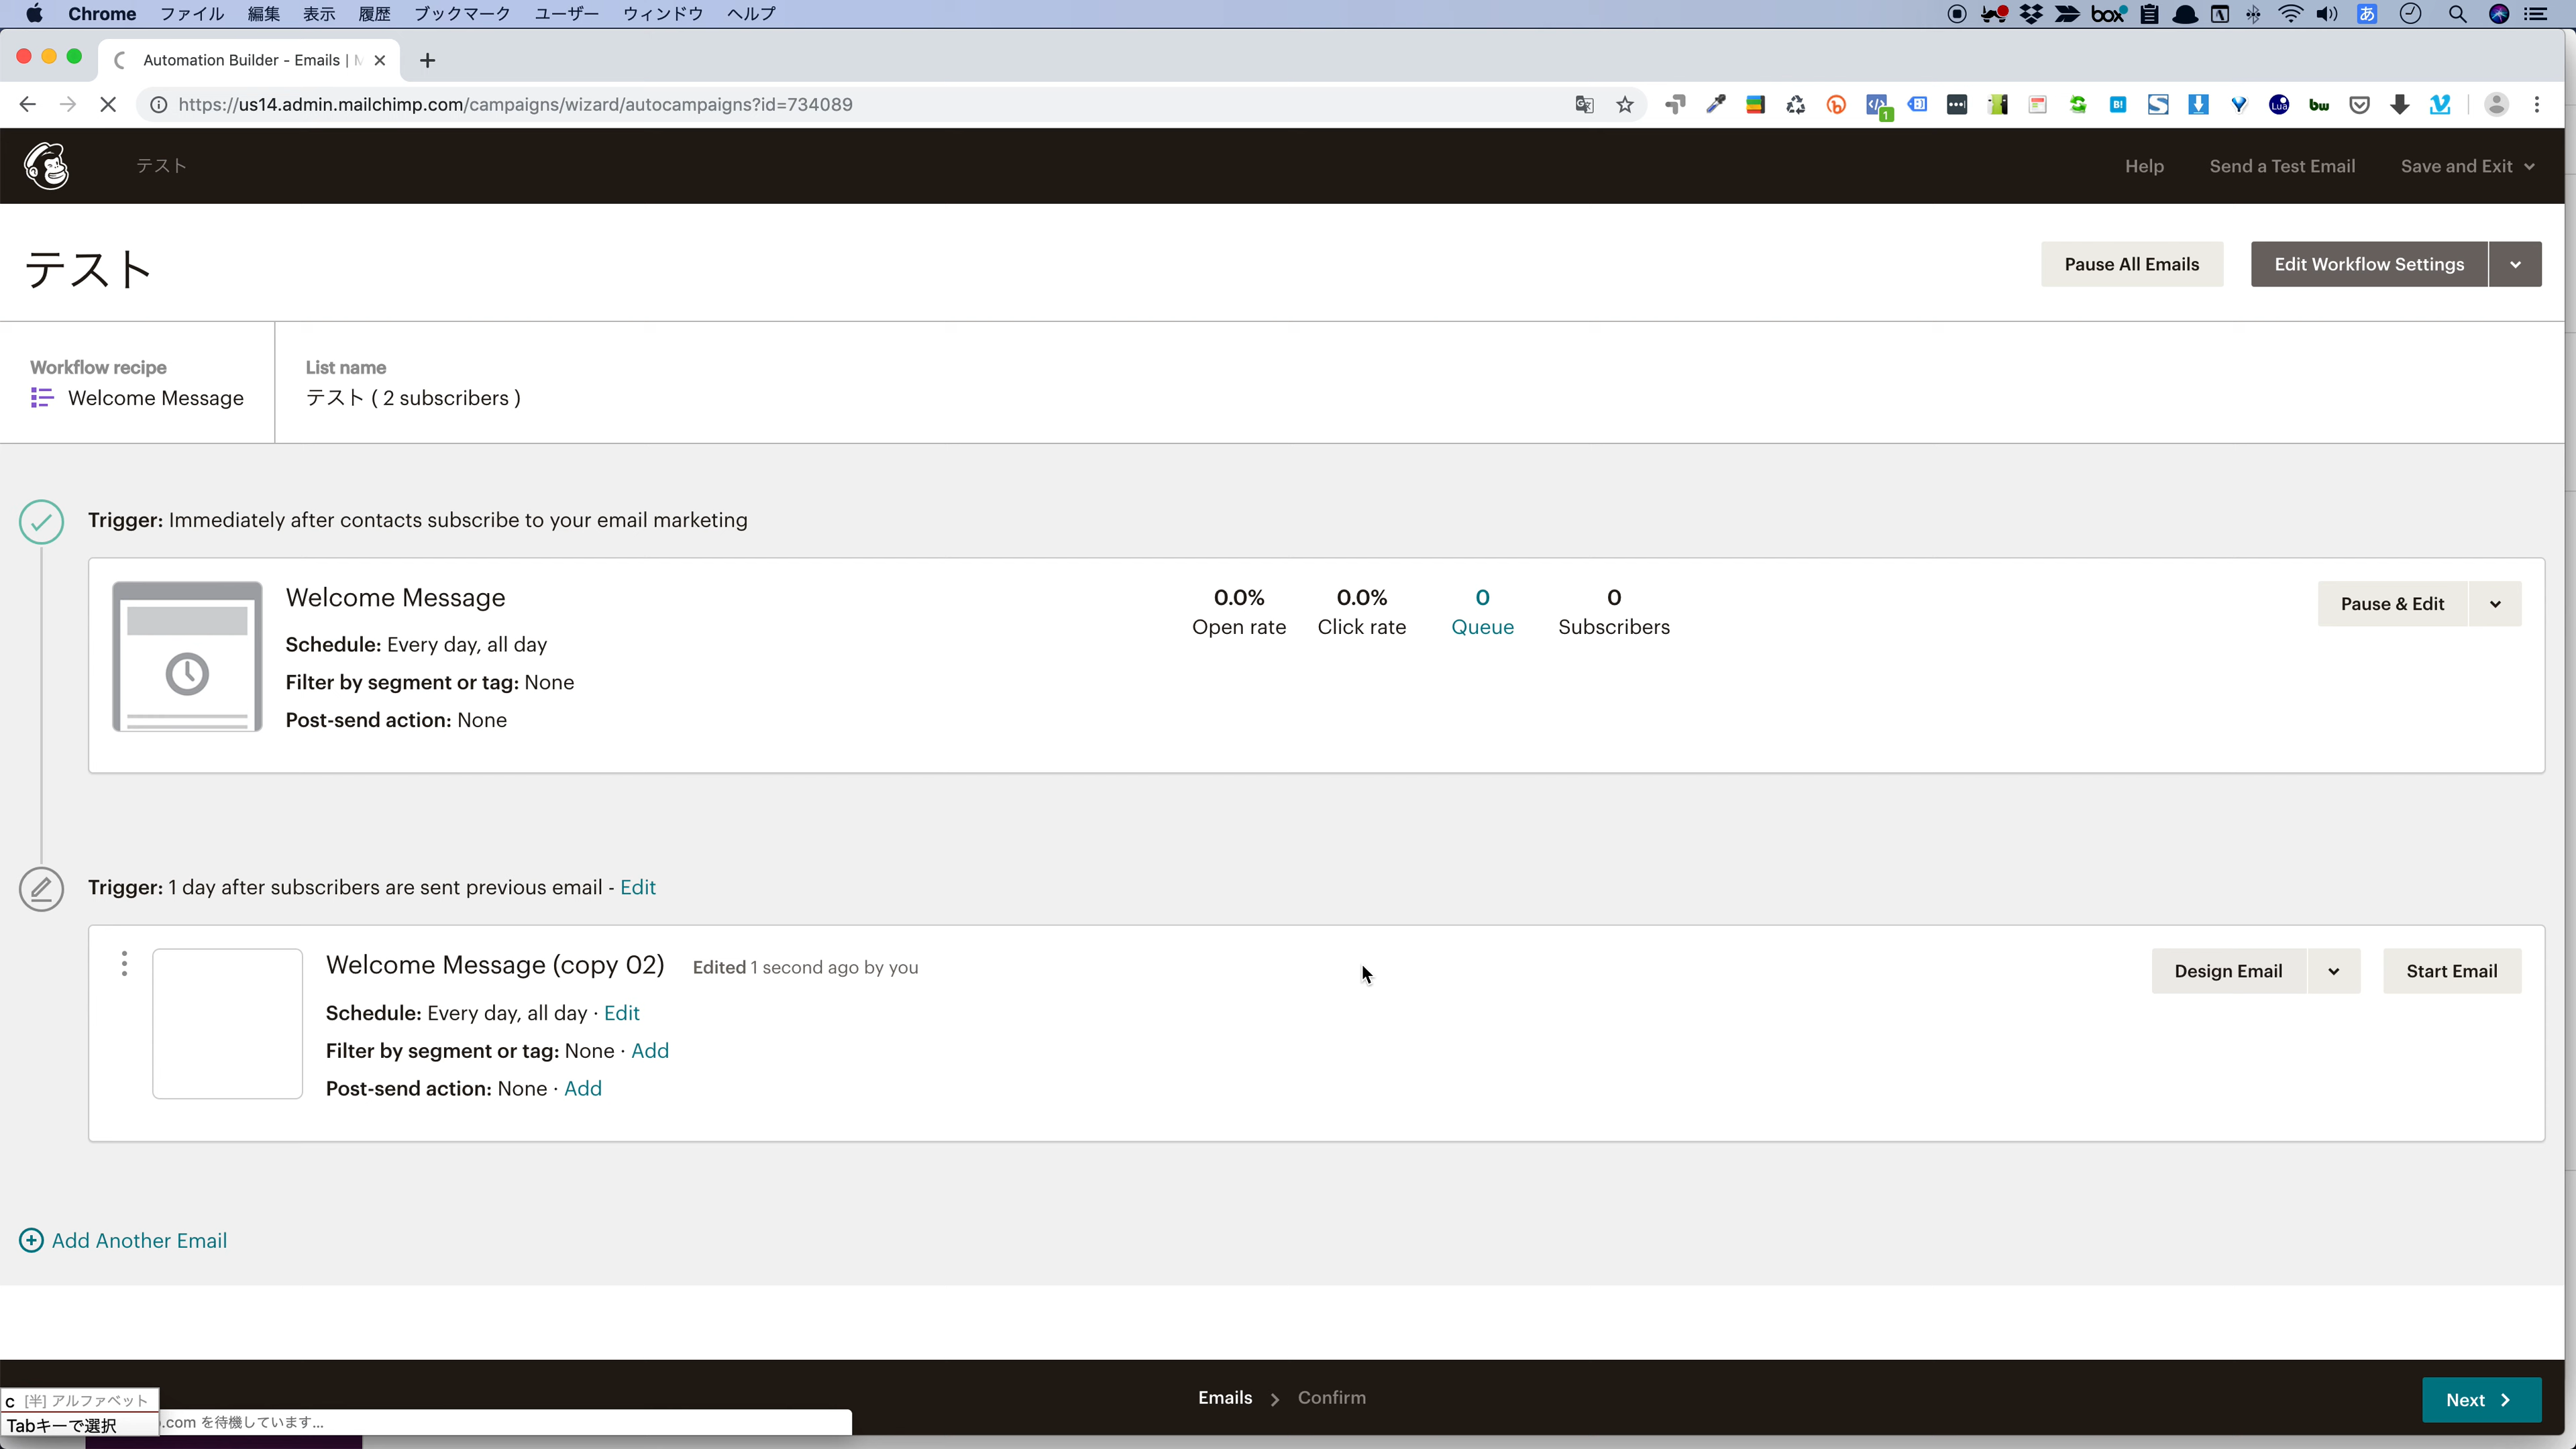 Chrome ファイル 編集 表示 履歴 ブックマーク ユーザー ウィンドウ ヘルプ box あ
Automation Builder - Emails |
https://us14.admin.mailchimp.com/campaigns/wizard/autocampaigns?id=734089
1 B! Lua bw
テスト Help Send a Test Email Save and Exit
テスト Pause All Emails Edit Workflow Settings
Workflow recipe List name
Welcome Message テスト ( 2 subscribers )
Trigger: Immediately after contacts subscribe to your email marketing
Welcome Message 0.0% 0.0% 0 0 Pause & Edit
Open rate Click rate Queue Subscribers
Schedule: Every day, all day
Filter by segment or tag: None
Post-send action: None
Trigger: 1 day after subscribers are sent previous email - Edit
Welcome Message (copy 02) Edited 1 second ago by you Design Email Start Email
Schedule: Every day, all day · Edit
Filter by segment or tag: None · Add
Post-send action: None · Add
Add Another Email
Emails Confirm Next
c [半] アルファベット
Tabキーで選択 .com を待機しています...